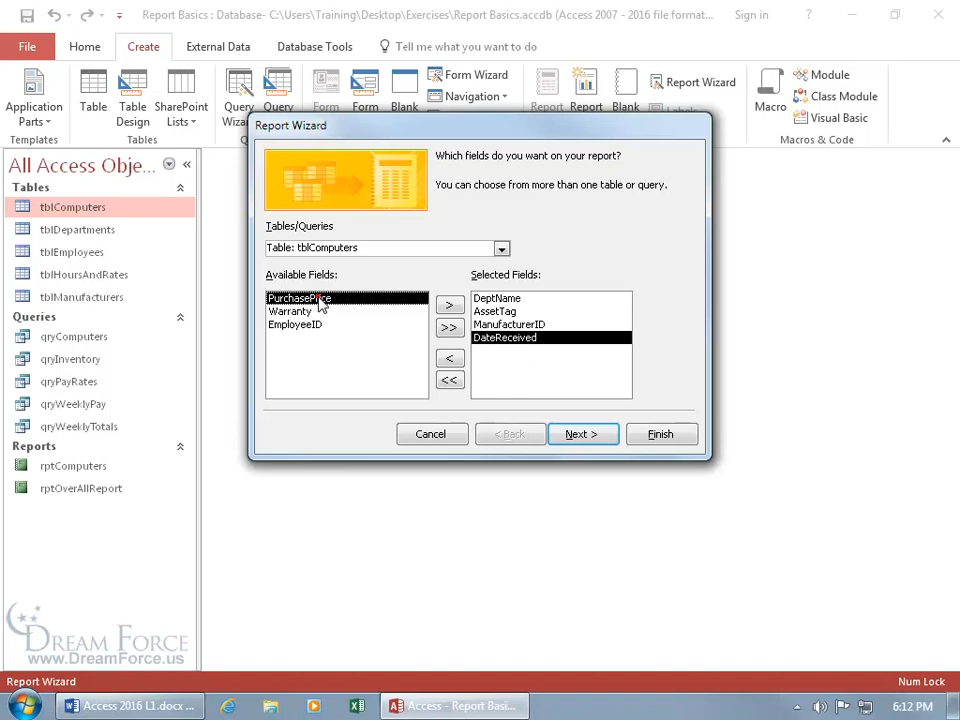 Report Basics : Database- C:\Users\Training\Desktop\Exercises\Report Basics.accdb (Access 2007 - 2016 file format...
Sign in
?
File
Home
Create
External Data
Database Tools
Tell me what you want to do
Application Parts
Table
Table Design
SharePoint Lists
Query
Query
Form
Form
Blank
Form Wizard
Navigation
Report
Report
Blank
Report Wizard
Macro
Module
Class Module
Visual Basic
Templates
Tables
Macros & Code
All Access Obje...
Tables
tblComputers
tblDepartments
tblEmployees
tblHoursAndRates
tblManufacturers
Queries
qryComputers
qryInventory
qryPayRates
qryWeeklyPay
qryWeeklyTotals
Reports
rptComputers
rptOverAllReport
Report Wizard
Which fields do you want on your report?
You can choose from more than one table or query.
Tables/Queries
Table: tblComputers
Available Fields:
PurchasePrice
Warranty
EmployeeID
>
>>
<
<<
Selected Fields:
DeptName
AssetTag
ManufacturerID
DateReceived
Cancel
< Back
Next >
Finish
DREAM FORCE
www.DreamForce.us
Report Wizard
Num Lock
Access 2016 L1.docx ...
Access - Report Basi...
6:12 PM